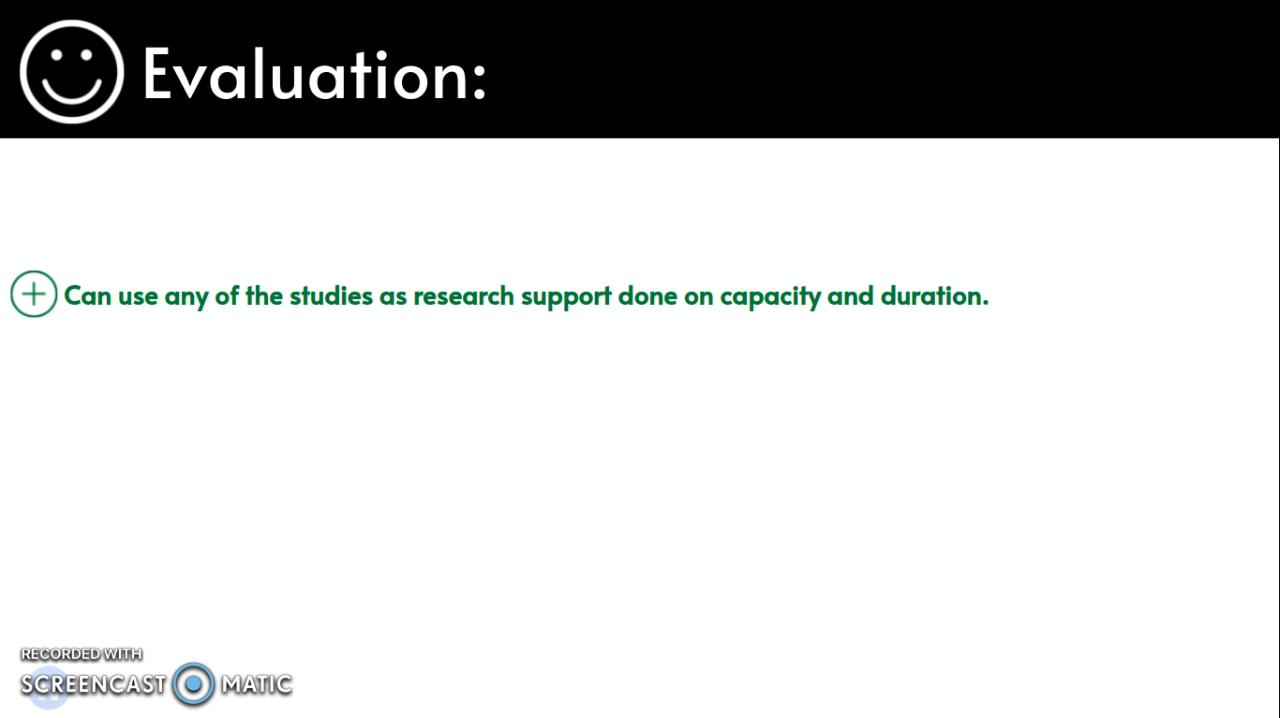 Evaluation:
Can use any of the studies as research support done on capacity and duration.
RECORDED WITH
SCREENCAST MATIC